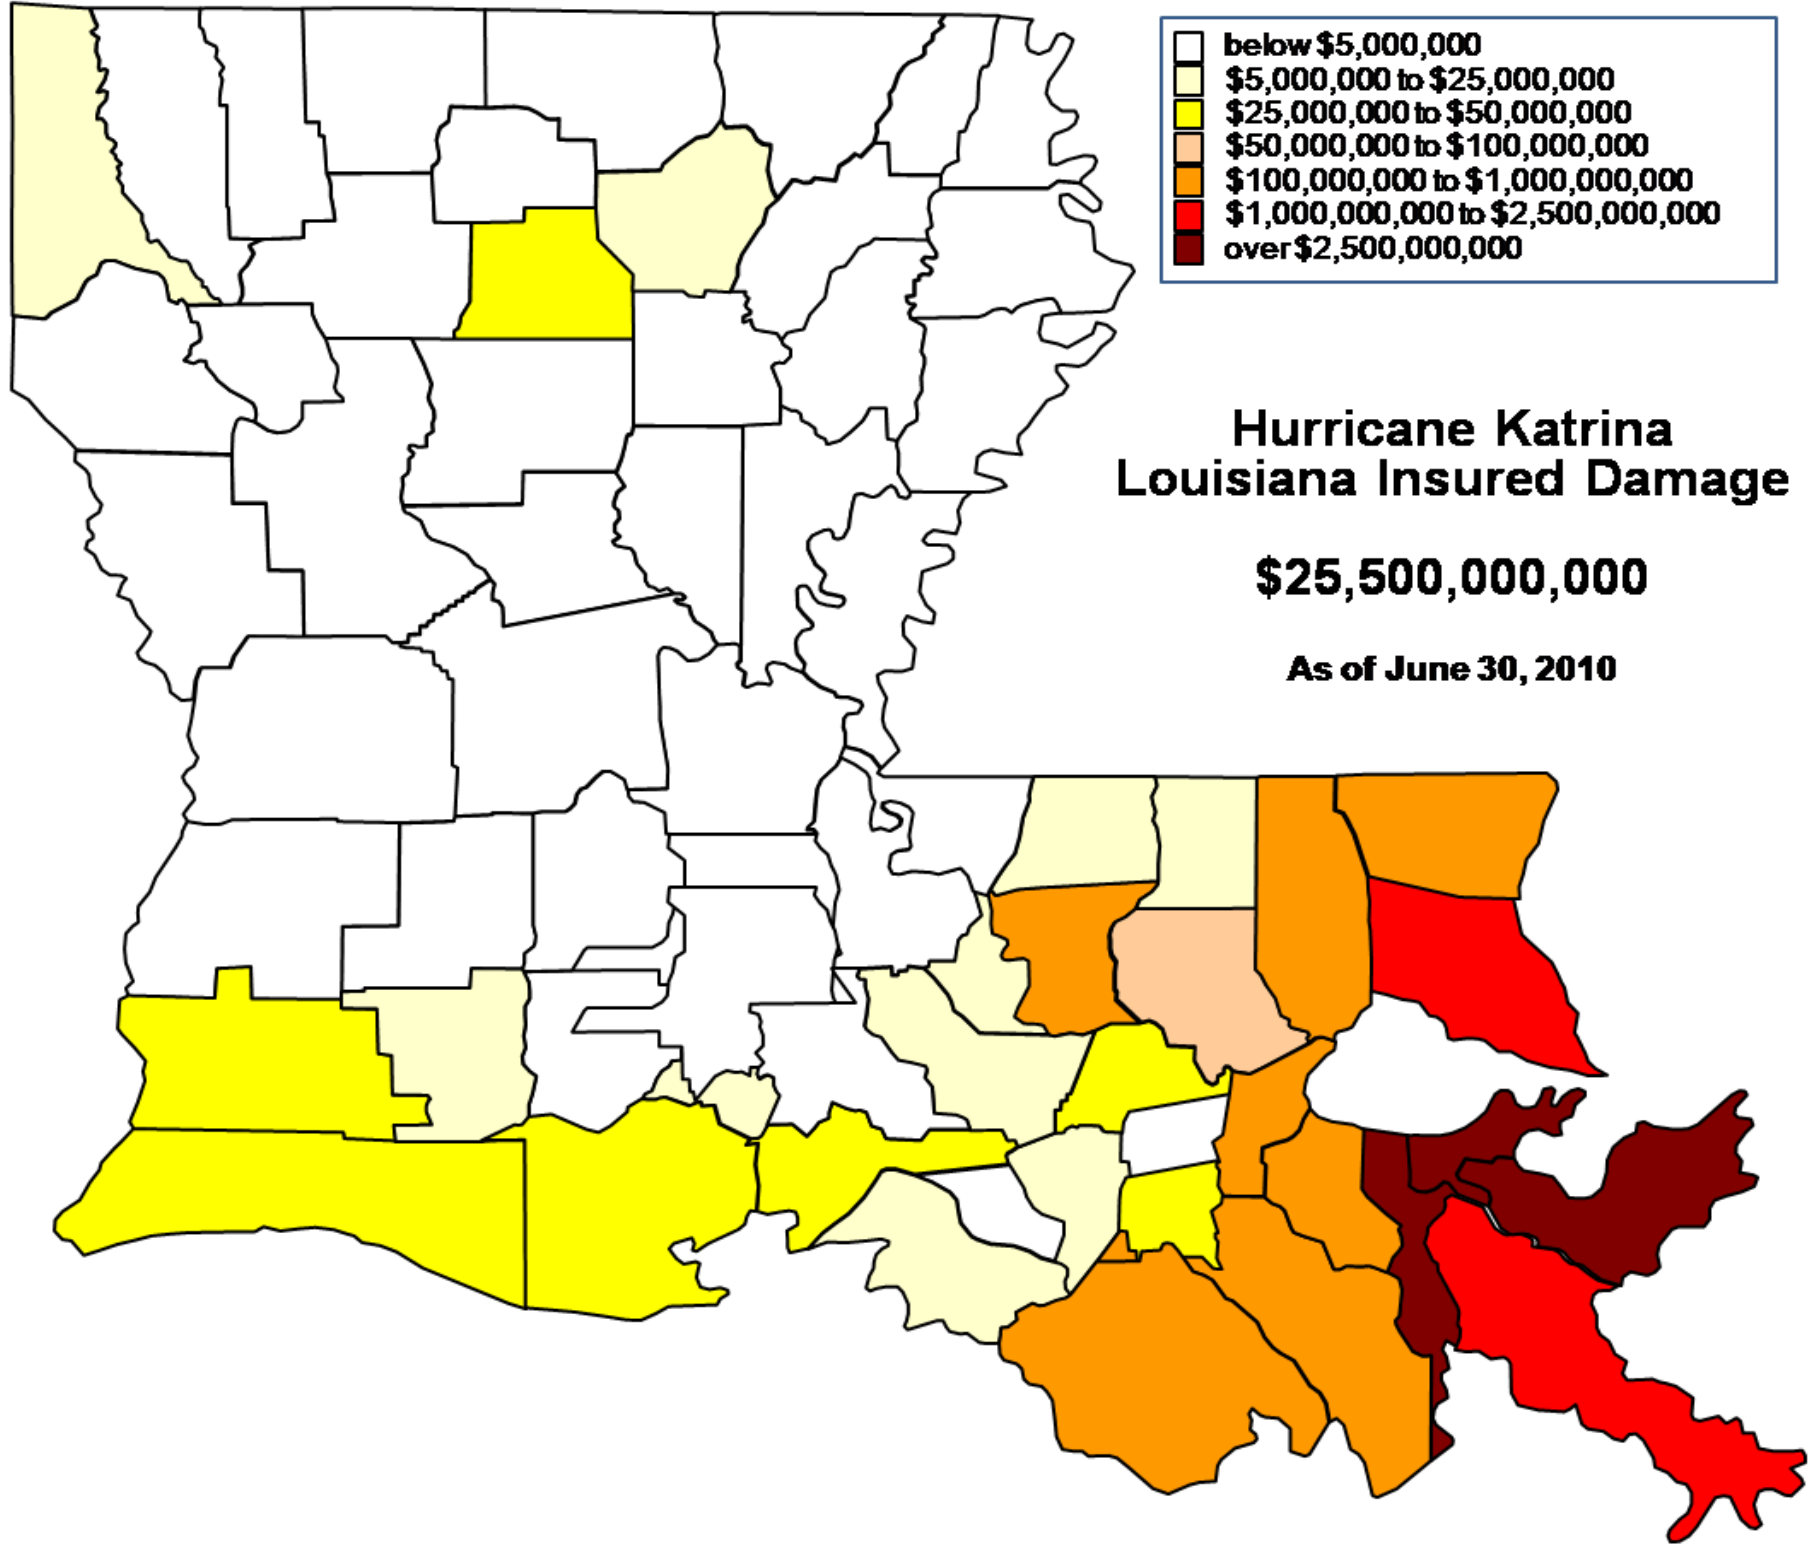 below $5,000,000
$5,000,000 to $25,000,000
$25,000,000 to $50,000,000
$50,000,000 to $100,000,000
$100,000,000 to $1,000,000,000
$1,000,000,000 to $2,500,000,000
over $2,500,000,000
Hurricane Katrina
Louisiana Insured Damage
$25,500,000,000
As of June 30, 2010